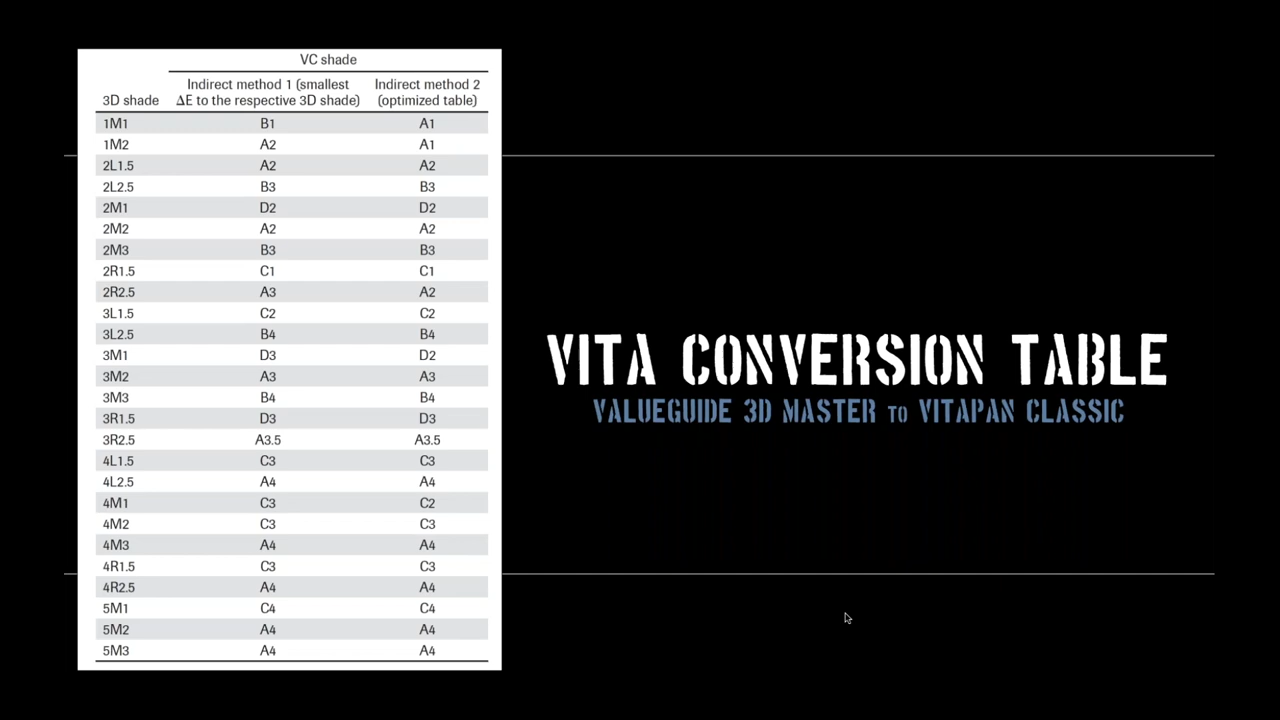 VC shade
3D shade Indirect method 1 (smallest ΔE to the respective 3D shade) Indirect method 2 (optimized table)
1M1 B1 A1
1M2 A2 A1
2L1.5 A2 A2
2L2.5 B3 B3
2M1 D2 D2
2M2 A2 A2
2M3 B3 B3
2R1.5 C1 C1
2R2.5 A3 A2
3L1.5 C2 C2
3L2.5 B4 B4
3M1 D3 D2
3M2 A3 A3
3M3 B4 B4
3R1.5 D3 D3
3R2.5 A3.5 A3.5
4L1.5 C3 C3
4L2.5 A4 A4
4M1 C3 C2
4M2 C3 C3
4M3 A4 A4
4R1.5 C3 C3
4R2.5 A4 A4
5M1 C4 C4
5M2 A4 A4
5M3 A4 A4
VITA CONVERSION TABLE
VALUEGUIDE 3D MASTER TO VITAPAN CLASSIC